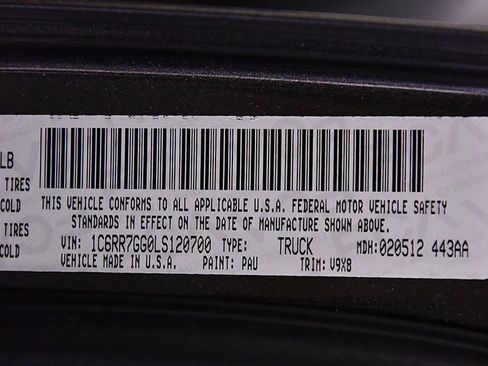 LB
TIRES
COLD
TIRES
COLD
THIS VEHICLE CONFORMS TO ALL APPLICABLE U.S.A. FEDERAL MOTOR VEHICLE SAFETY
STANDARDS IN EFFECT ON THE DATE OF MANUFACTURE SHOWN ABOVE.
VIN: 1C6RR7GG0LS120700 TYPE: TRUCK MDH: 020512 443AA
VEHICLE MADE IN U.S.A. PAINT: PAU TRIM: V9X8